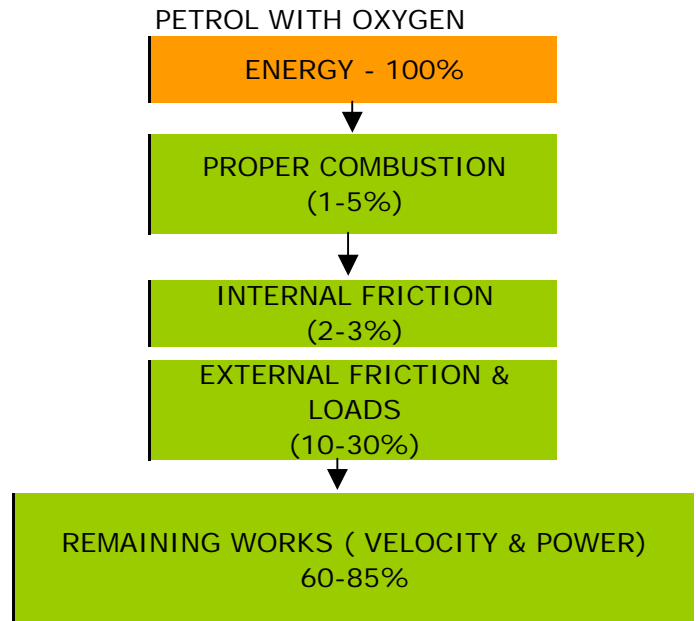 PETROL WITH OXYGEN
ENERGY - 100%
PROPER COMBUSTION
(1-5%)
INTERNAL FRICTION
(2-3%)
EXTERNAL FRICTION &
LOADS
(10-30%)
REMAINING WORKS ( VELOCITY & POWER)
60-85%